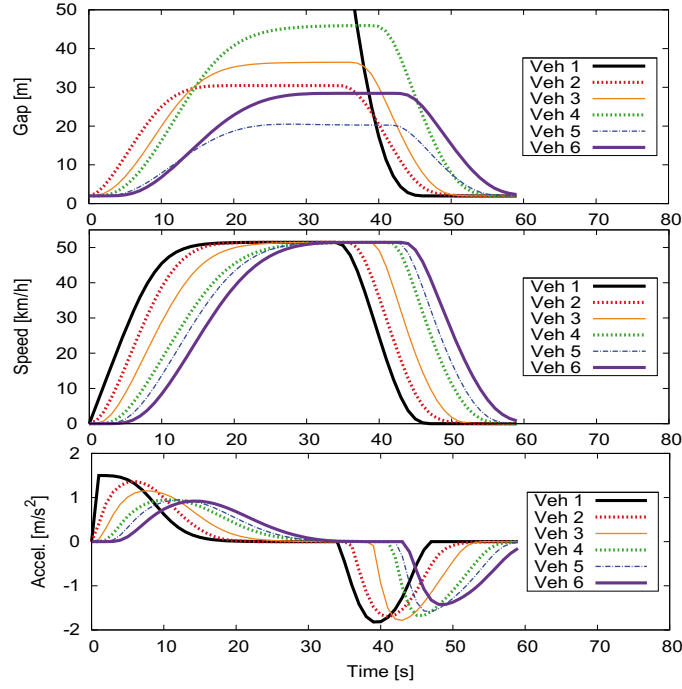 Gap [m]
50
40
30
20
10
0
Veh 1
Veh 2
Veh 3
Veh 4
Veh 5
Veh 6
0 10 20 30 40 50 60 70 80
Speed [km/h]
50
40
30
20
10
0
Veh 1
Veh 2
Veh 3
Veh 4
Veh 5
Veh 6
0 10 20 30 40 50 60 70 80
Accel. [m/s²]
2
1
0
-1
-2
Veh 1
Veh 2
Veh 3
Veh 4
Veh 5
Veh 6
0 10 20 30 40 50 60 70 80
Time [s]